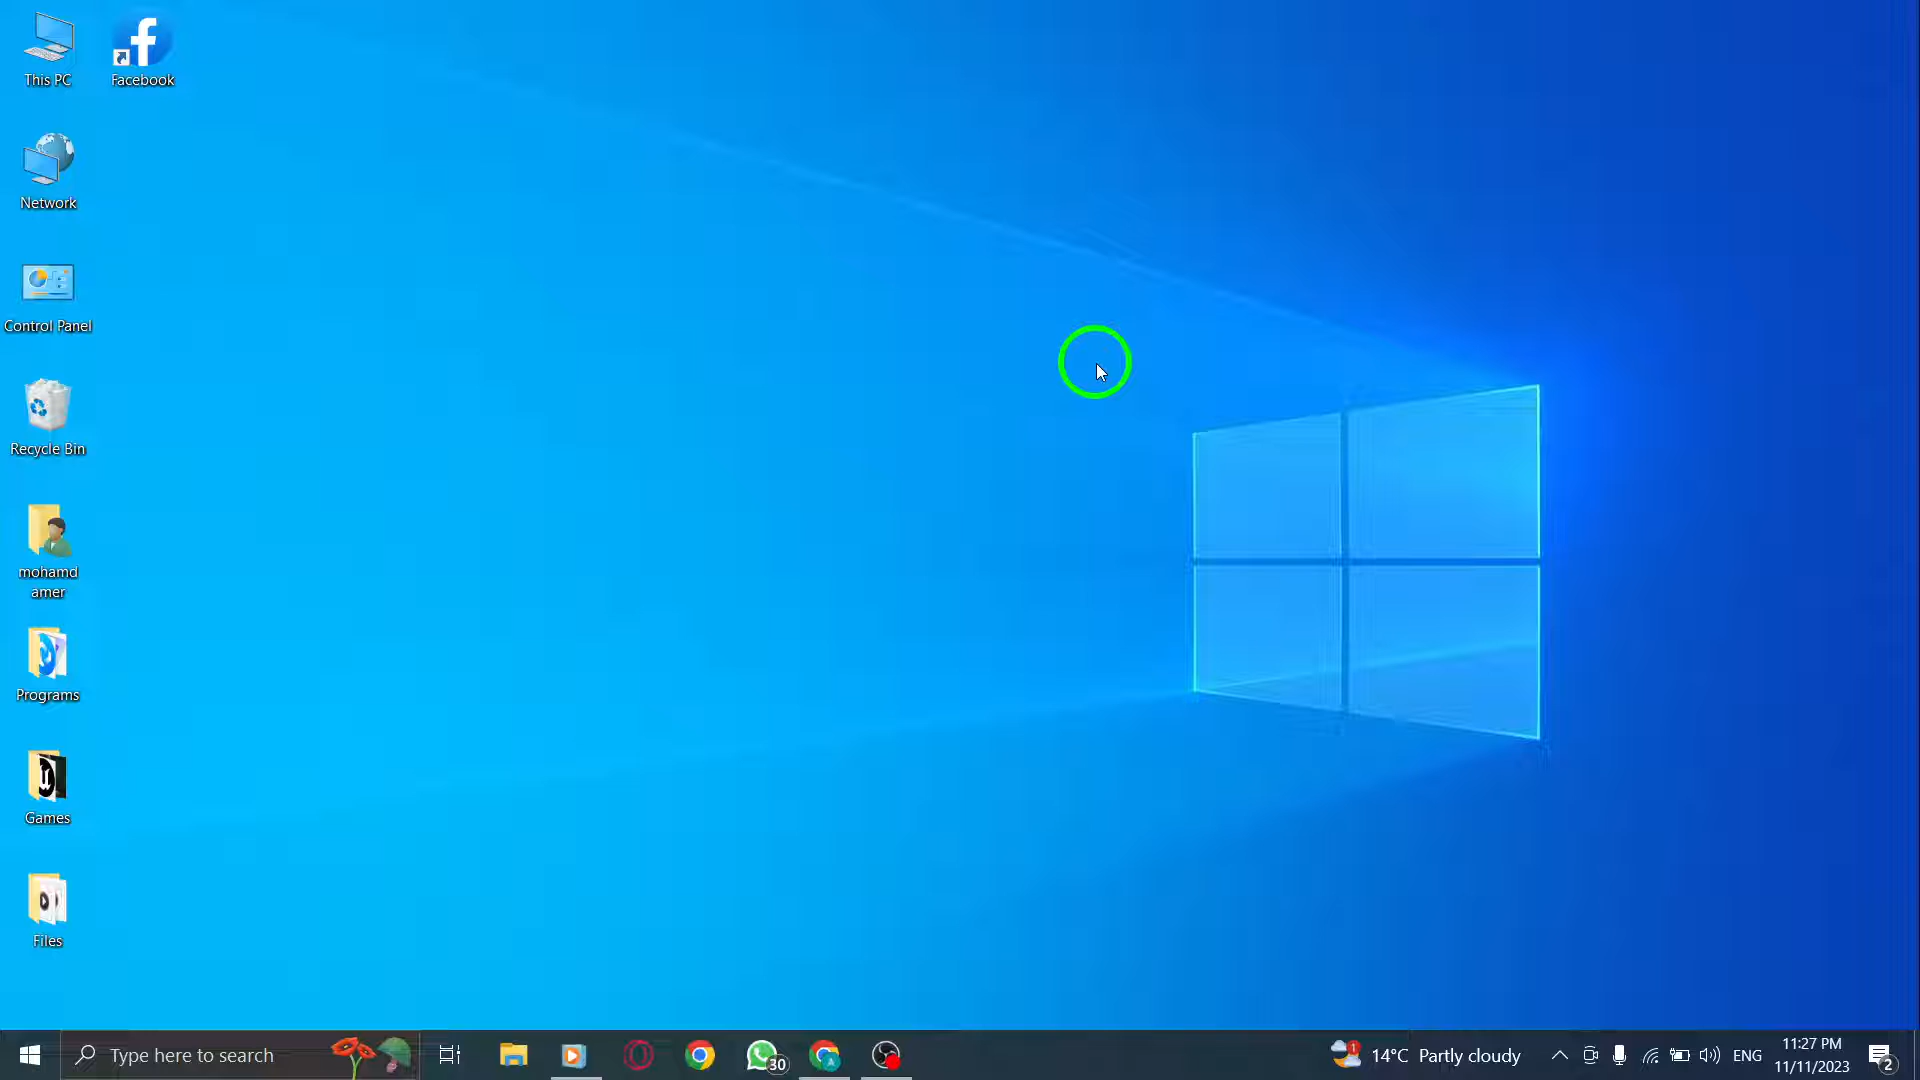 This PC
Facebook
Network
Control Panel
Recycle Bin
mohamd
amer
Programs
Games
Files
Type here to search
30
1
14°C Partly cloudy
ENG
11:27 PM
11/11/2023
2